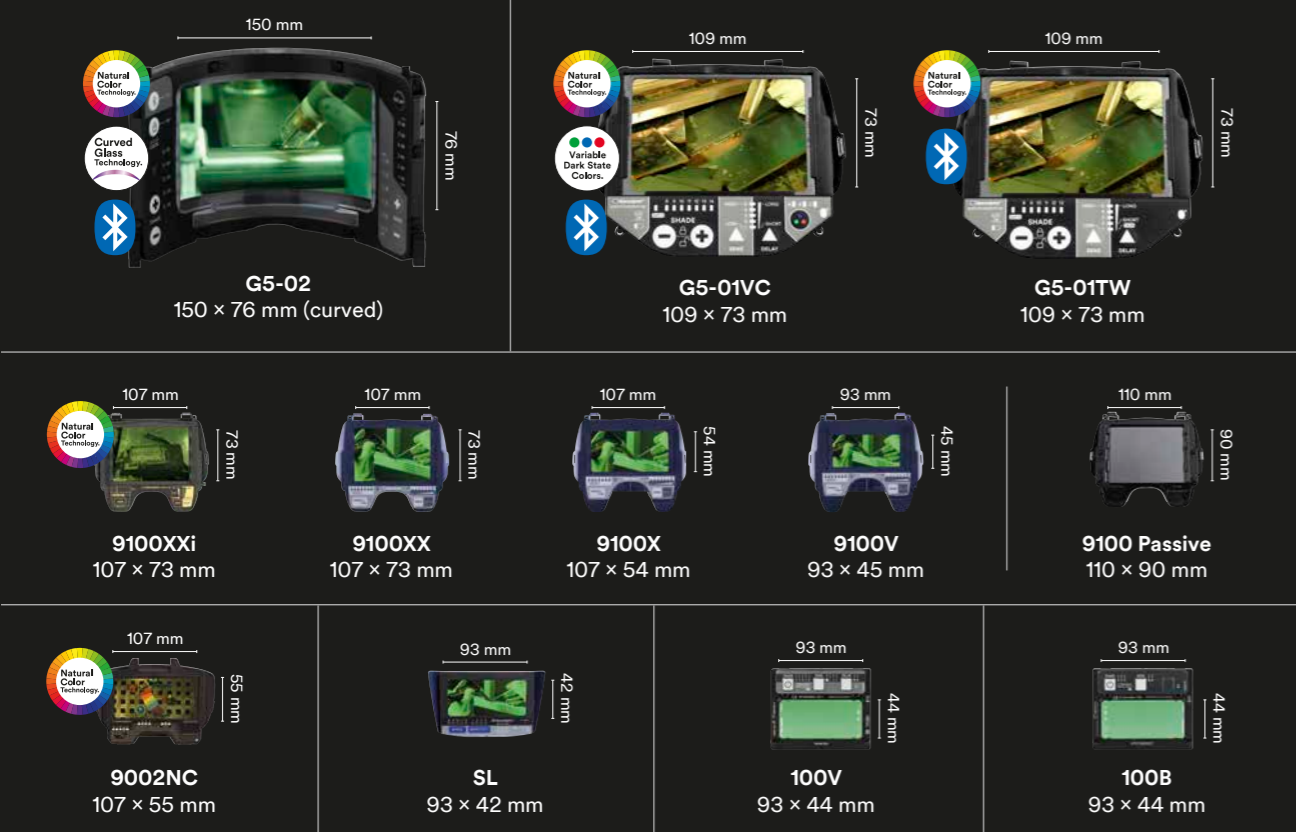 150 mm
Natural
Color
Technology.
Curved
Glass
Technology.
76 mm
G5-02
150 × 76 mm (curved)
109 mm
Natural
Color
Technology.
Variable
Dark State
Colors.
73 mm
SHADE
LONG
SHORT
SENS
DELAY
G5-01VC
109 × 73 mm
109 mm
Natural
Color
Technology.
73 mm
SHADE
LONG
SHORT
SENS
DELAY
G5-01TW
109 × 73 mm
107 mm
Natural
Color
Technology.
73 mm
9100XXi
107 × 73 mm
107 mm
73 mm
9100XX
107 × 73 mm
107 mm
54 mm
9100X
107 × 54 mm
93 mm
45 mm
9100V
93 × 45 mm
110 mm
90 mm
9100 Passive
110 × 90 mm
107 mm
Natural
Color
Technology.
55 mm
9002NC
107 × 55 mm
93 mm
42 mm
SL
93 × 42 mm
93 mm
44 mm
100V
93 × 44 mm
93 mm
44 mm
100B
93 × 44 mm